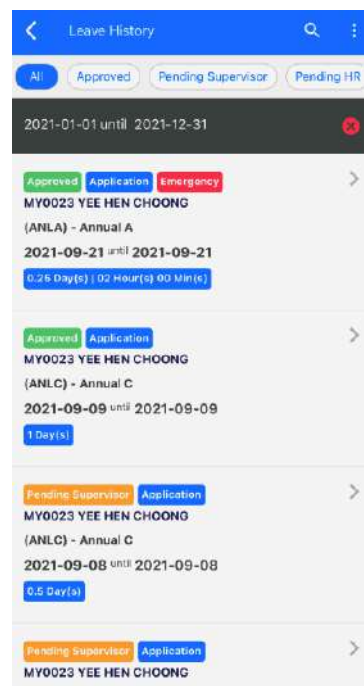 Leave History
All Approved Pending Supervisor Pending HR
2021-01-01 until 2021-12-31
Approved Application Emergency
MY0023 YEE HEN CHOONG
(ANLA) - Annual A
2021-09-21 until 2021-09-21
0.25 Day(s) | 02 Hour(s) 00 Min(s)
Approved Application
MY0023 YEE HEN CHOONG
(ANLC) - Annual C
2021-09-09 until 2021-09-09
1 Day(s)
Pending Supervisor Application
MY0023 YEE HEN CHOONG
(ANLC) - Annual C
2021-09-08 until 2021-09-08
0.5 Day(s)
Pending Supervisor Application
MY0023 YEE HEN CHOONG